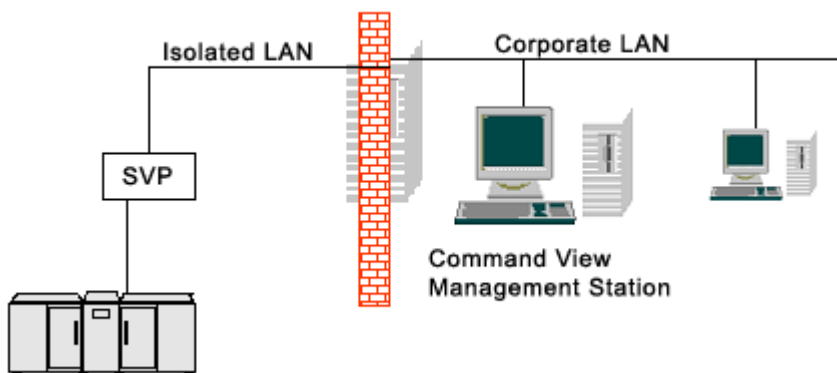 Isolated LAN
Corporate LAN
SVP
Command View
Management Station